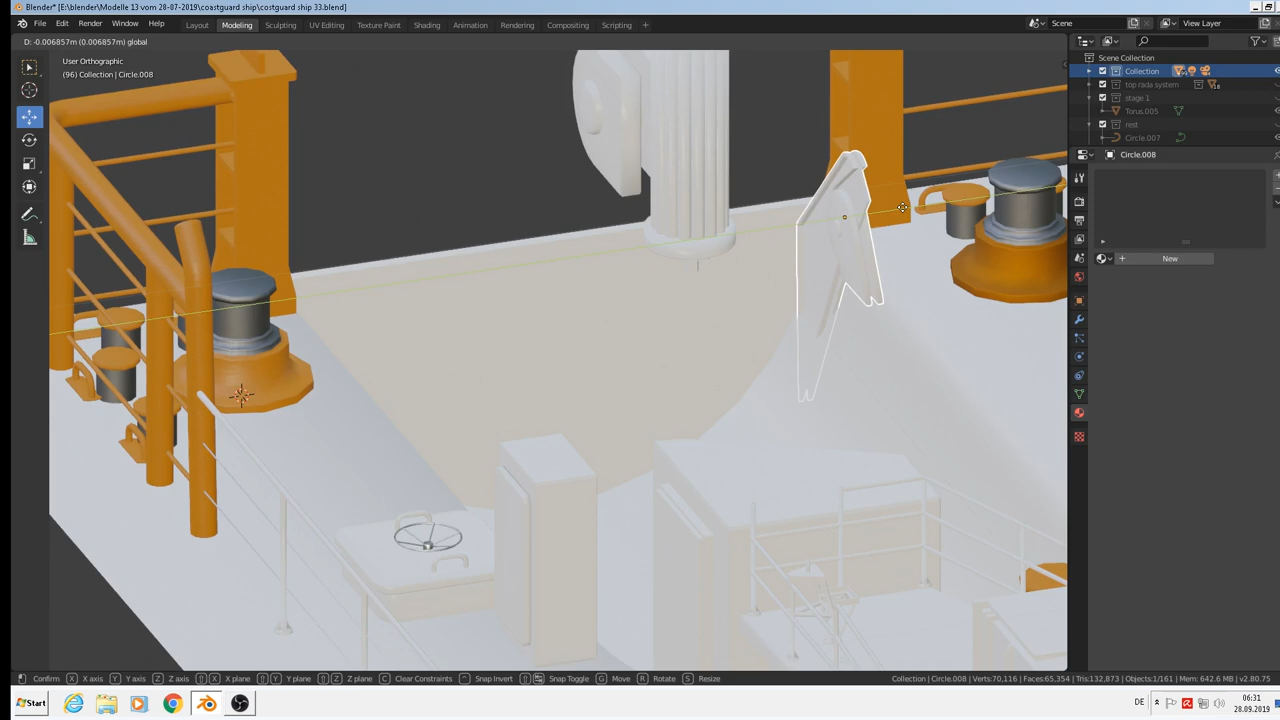 Blender* [E:\blender\Modelle 13 vom 28-07-2019\coastguard ship\costguard ship 33.blend]
File Edit Render Window Help Layout Modeling Sculpting UV Editing Texture Paint Shading Animation Rendering Compositing Scripting + Scene View Layer
D: -0.006857m (0.006857m) global
User Orthographic
(96) Collection | Circle.008
Scene Collection
Collection
top rada system
stage 1
Torus.005
rest
Circle.007
Circle.008
+ New
Confirm X X axis Y Y axis Z Z axis X X plane Y Y plane Z Z plane C Clear Constraints Snap Invert Snap Toggle G Move R Rotate S Resize Collection | Circle.008 | Verts:70,116 | Faces:65,354 | Tris:132,873 | Objects:1/161 | Mem: 642.6 MB | v2.80.75
Start DE 06:31
28.09.2019